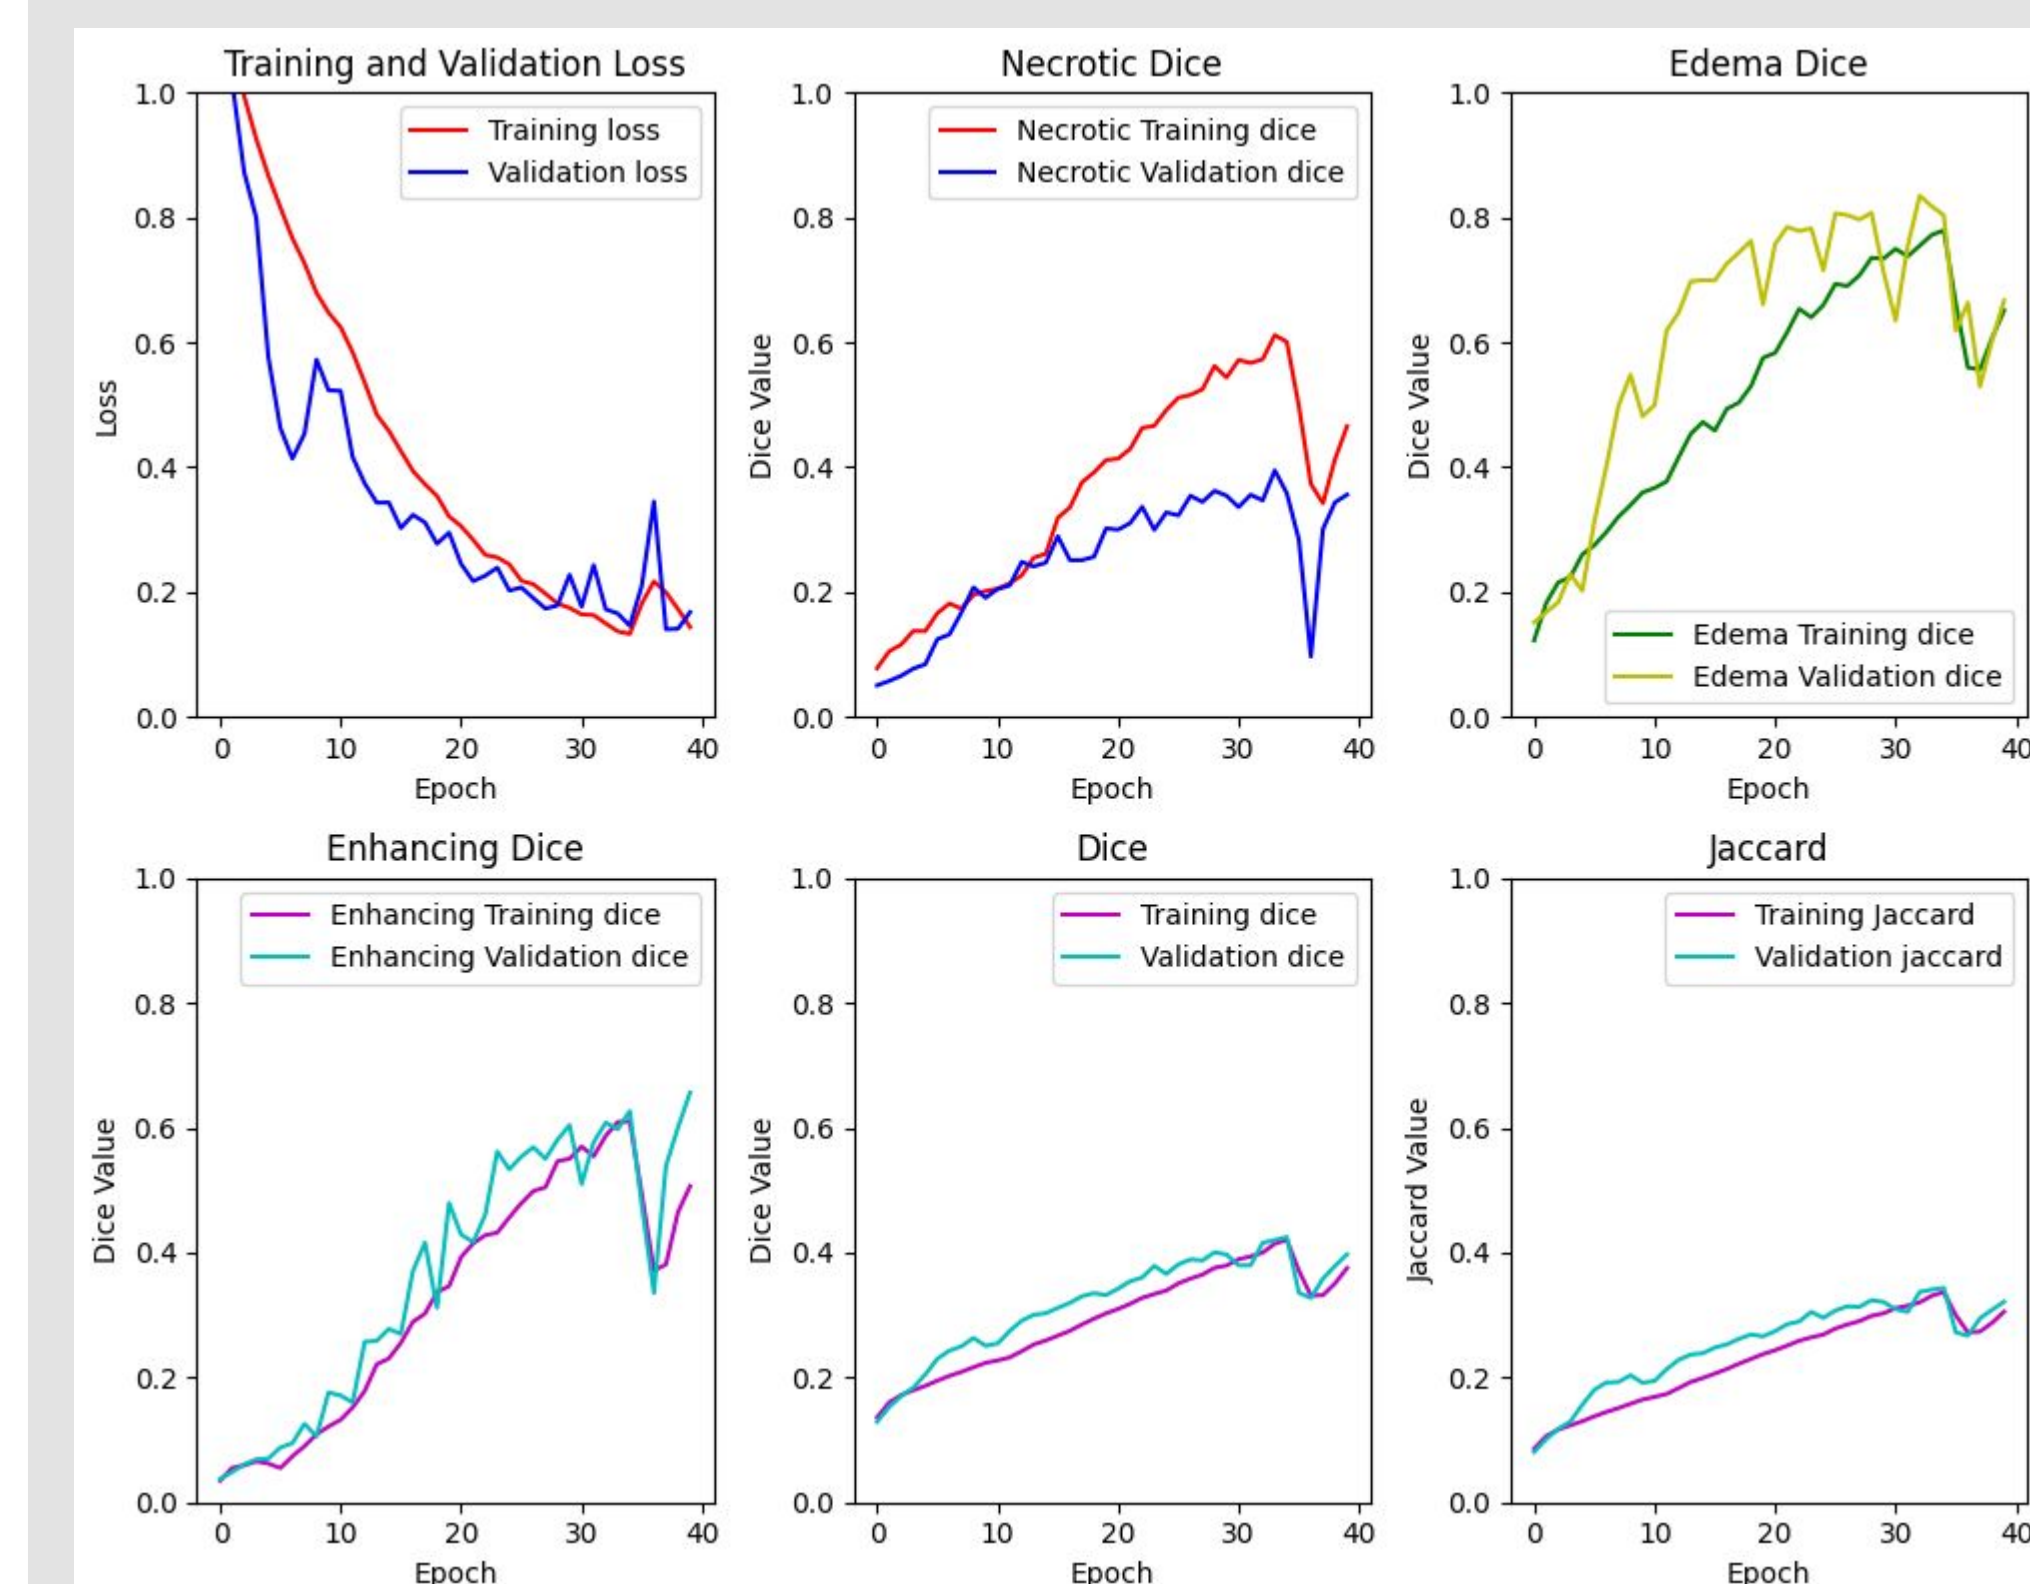 Training and Validation Loss
1.0
0.8
0.6
0.4
0.2
0.0
Loss
Training loss
Validation loss
0 10 20 30 40
Epoch
Necrotic Dice
1.0
0.8
0.6
0.4
0.2
0.0
Dice Value
Necrotic Training dice
Necrotic Validation dice
0 10 20 30 40
Epoch
Edema Dice
1.0
0.8
0.6
0.4
0.2
0.0
Dice Value
Edema Training dice
Edema Validation dice
0 10 20 30 40
Epoch
Enhancing Dice
1.0
0.8
0.6
0.4
0.2
0.0
Dice Value
Enhancing Training dice
Enhancing Validation dice
0 10 20 30 40
Epoch
Dice
1.0
0.8
0.6
0.4
0.2
0.0
Dice Value
Training dice
Validation dice
0 10 20 30 40
Epoch
Jaccard
1.0
0.8
0.6
0.4
0.2
0.0
Jaccard Value
Training Jaccard
Validation jaccard
0 10 20 30 40
Epoch